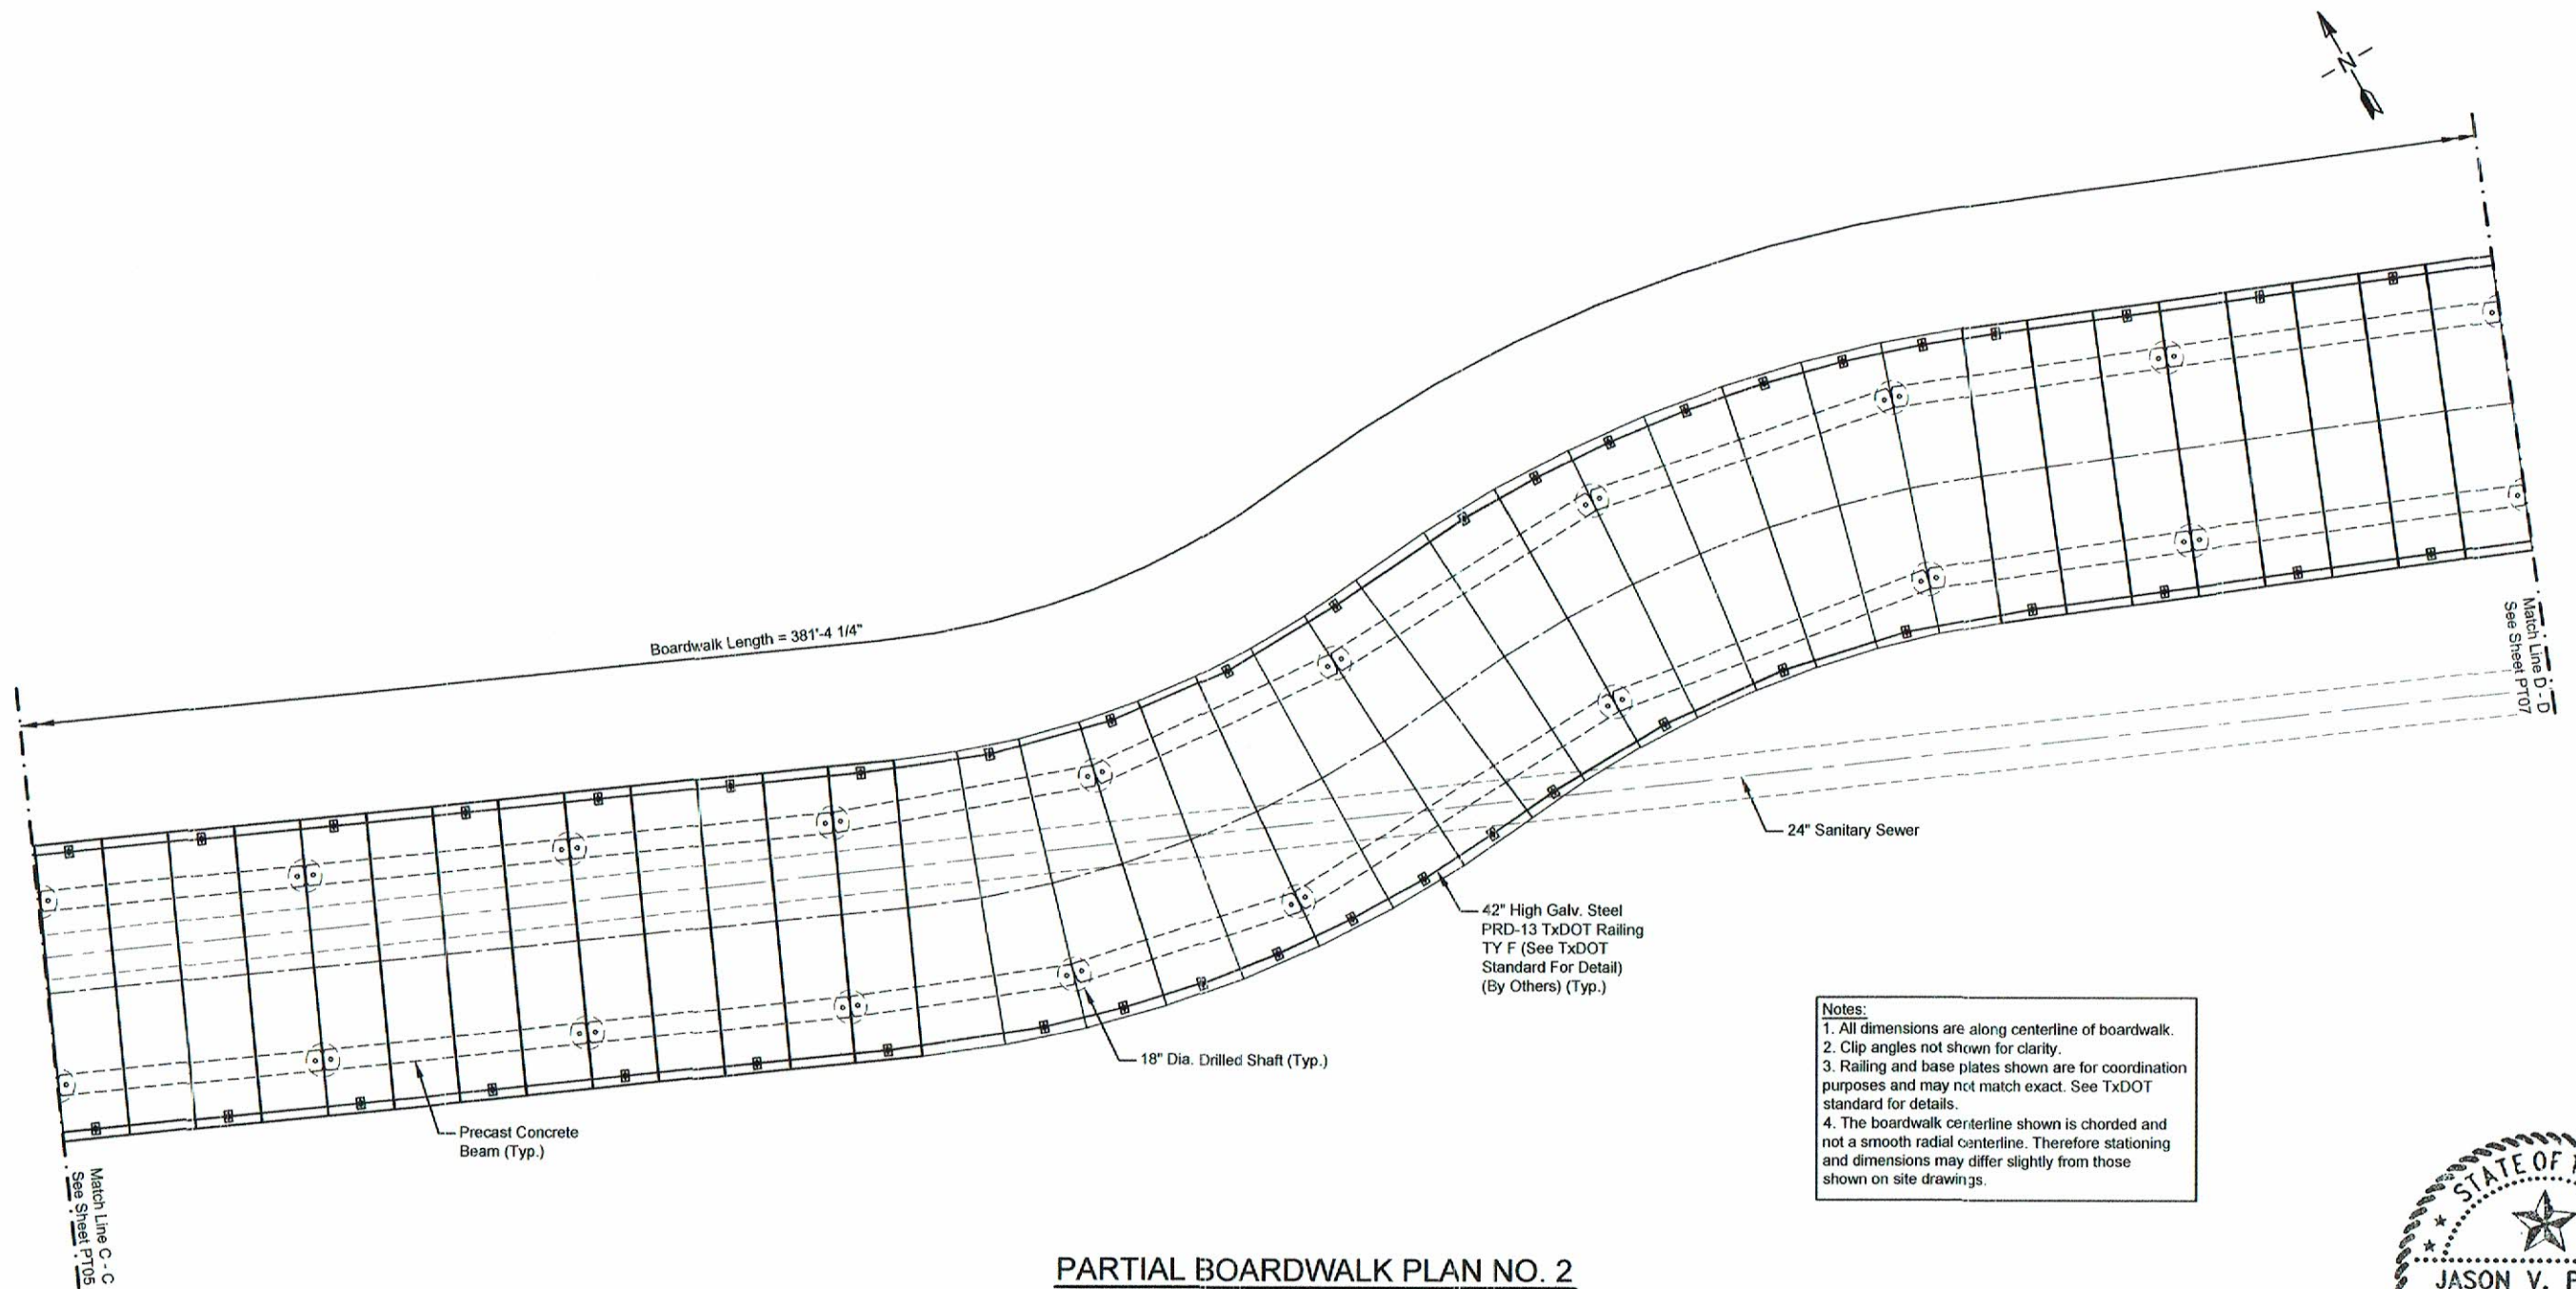 N
Boardwalk Length = 381'-4 1/4"
Match Line D - D
See Sheet PT07
24" Sanitary Sewer
42" High Galv. Steel
PRD-13 TxDOT Railing
TY F (See TxDOT
Standard For Detail)
(By Others) (Typ.)
18" Dia. Drilled Shaft (Typ.)
Precast Concrete
Beam (Typ.)
Match Line C - C
See Sheet PT05
Notes:
1. All dimensions are along centerline of boardwalk.
2. Clip angles not shown for clarity.
3. Railing and base plates shown are for coordination
purposes and may not match exact. See TxDOT
standard for details.
4. The boardwalk centerline shown is chorded and
not a smooth radial centerline. Therefore stationing
and dimensions may differ slightly from those
shown on site drawings.
PARTIAL BOARDWALK PLAN NO. 2
STATE OF
JASON V.